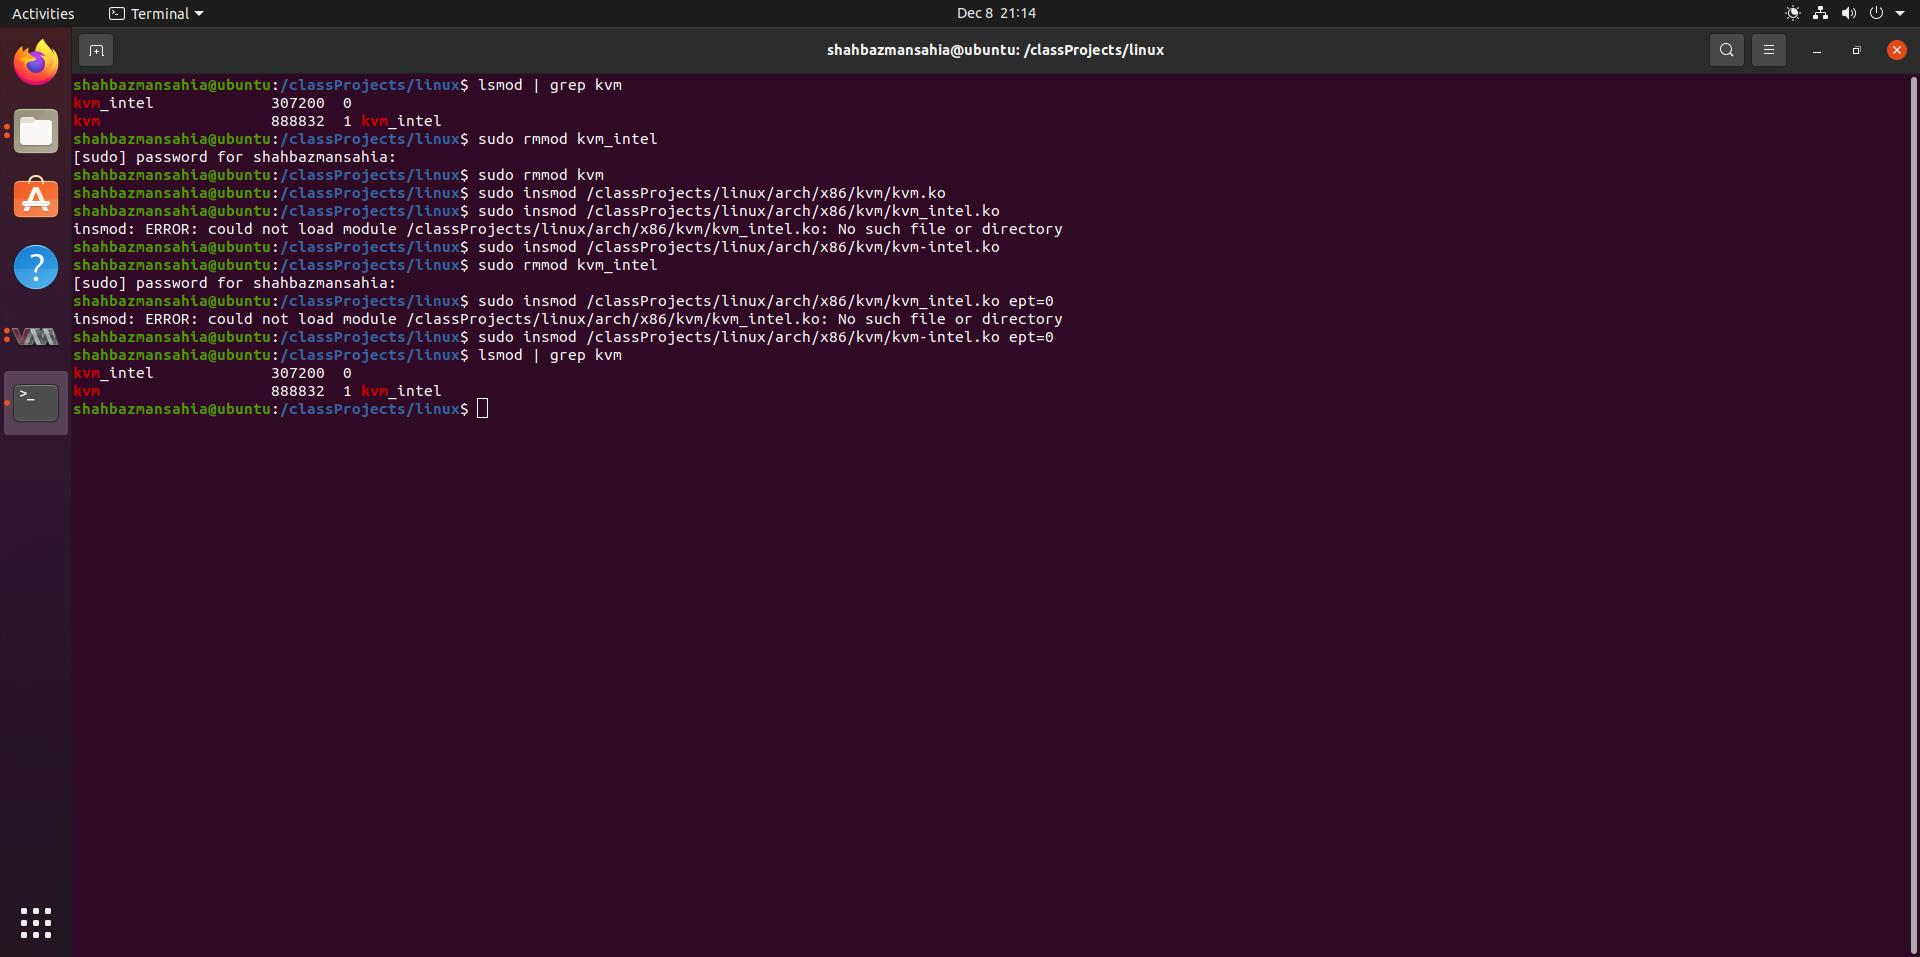 Activities Terminal Dec 8 21:14
shahbazmansahia@ubuntu: /classProjects/linux
shahbazmansahia@ubuntu:/classProjects/linux$ lsmod | grep kvm
kvm_intel 307200 0
kvm 888832 1 kvm_intel
shahbazmansahia@ubuntu:/classProjects/linux$ sudo rmmod kvm_intel
[sudo] password for shahbazmansahia:
shahbazmansahia@ubuntu:/classProjects/linux$ sudo rmmod kvm
shahbazmansahia@ubuntu:/classProjects/linux$ sudo insmod /classProjects/linux/arch/x86/kvm/kvm.ko
shahbazmansahia@ubuntu:/classProjects/linux$ sudo insmod /classProjects/linux/arch/x86/kvm/kvm_intel.ko
insmod: ERROR: could not load module /classProjects/linux/arch/x86/kvm/kvm_intel.ko: No such file or directory
shahbazmansahia@ubuntu:/classProjects/linux$ sudo insmod /classProjects/linux/arch/x86/kvm/kvm-intel.ko
shahbazmansahia@ubuntu:/classProjects/linux$ sudo rmmod kvm_intel
[sudo] password for shahbazmansahia:
shahbazmansahia@ubuntu:/classProjects/linux$ sudo insmod /classProjects/linux/arch/x86/kvm/kvm_intel.ko ept=0
insmod: ERROR: could not load module /classProjects/linux/arch/x86/kvm/kvm_intel.ko: No such file or directory
shahbazmansahia@ubuntu:/classProjects/linux$ sudo insmod /classProjects/linux/arch/x86/kvm/kvm-intel.ko ept=0
shahbazmansahia@ubuntu:/classProjects/linux$ lsmod | grep kvm
kvm_intel 307200 0
kvm 888832 1 kvm_intel
shahbazmansahia@ubuntu:/classProjects/linux$